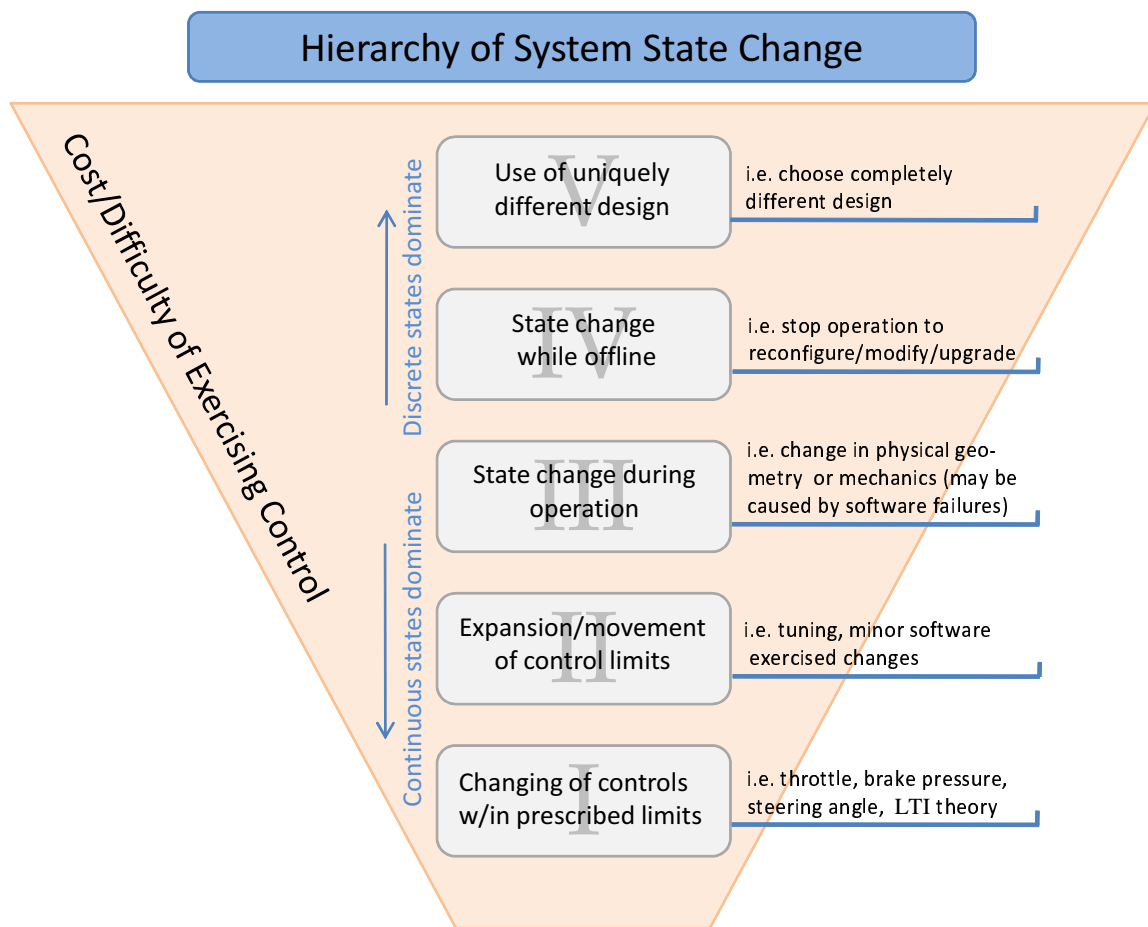 Hierarchy of System State Change
Cost/Difficulty of Exercising Control
Discrete states dominate
Continuous states dominate
V
Use of uniquely
different design
i.e. choose completely
different design
IV
State change
while offline
i.e. stop operation to
reconfigure/modify/upgrade
III
State change during
operation
i.e. change in physical geo-
metry or mechanics (may be
caused by software failures)
II
Expansion/movement
of control limits
i.e. tuning, minor software
exercised changes
I
Changing of controls
w/in prescribed limits
i.e. throttle, brake pressure,
steering angle, LTI theory